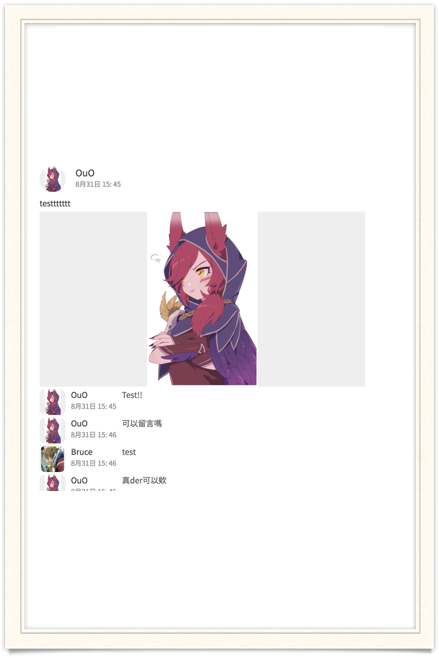 OuO
8月31日 15:45
testttttt
OuO
Test!!
8月31日 15:45
OuO
可以留言嗎
8月31日 15:46
Bruce
test
8月31日 15:46
OuO
真der可以欸